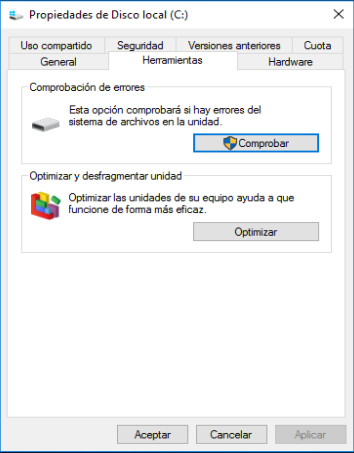 Propiedades de Disco local (C:)
Uso compartido Seguridad Versiones anteriores Cuota
General Herramientas Hardware
Comprobación de errores
Esta opción comprobará si hay errores del
sistema de archivos en la unidad.
Comprobar
Optimizar y desfragmentar unidad
Optimizar las unidades de su equipo ayuda a que
funcione de forma más eficaz.
Optimizar
Aceptar Cancelar Aplicar